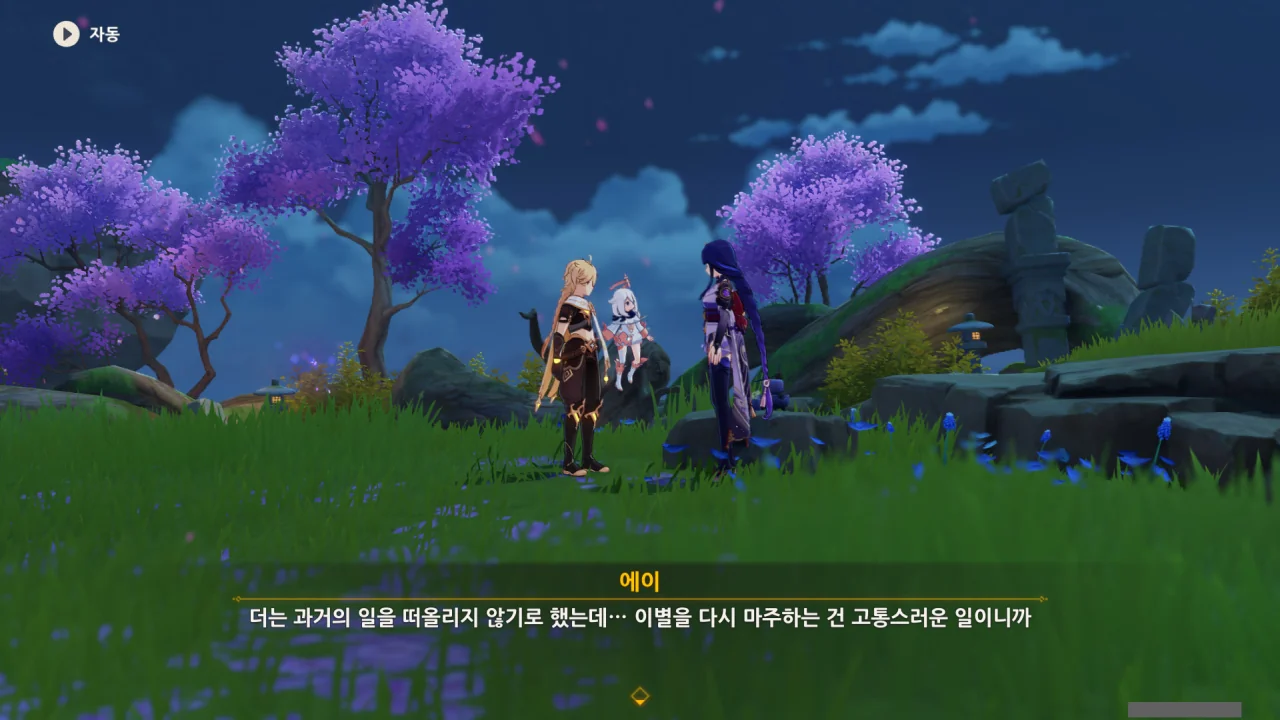 자동
에이
더는 과거의 일을 떠올리지 않기로 했는데… 이별을 다시 마주하는 건 고통스러운 일이니까